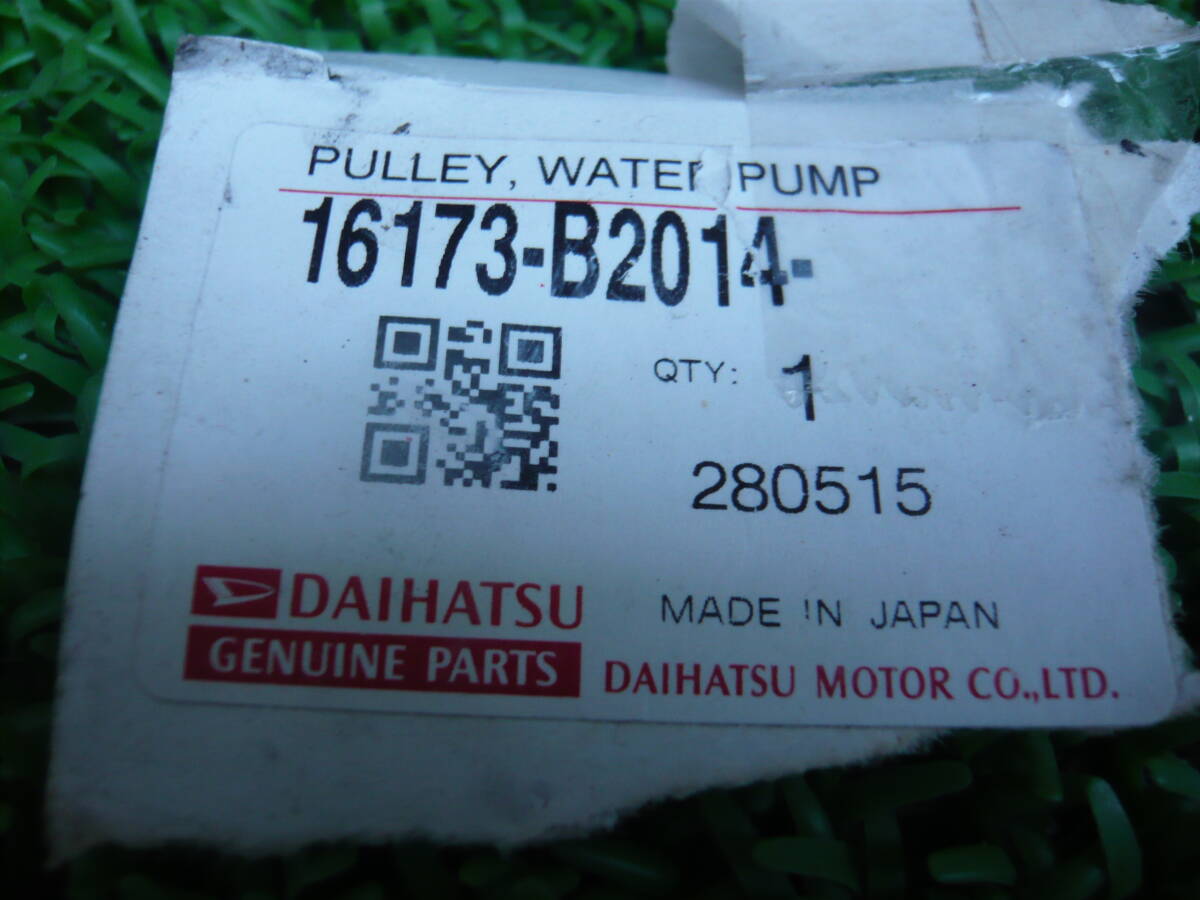 PULLEY, WATER PUMP
16173-B2014-
QTY: 1
280515
DAIHATSU
GENUINE PARTS
MADE IN JAPAN
DAIHATSU MOTOR CO.,LTD.